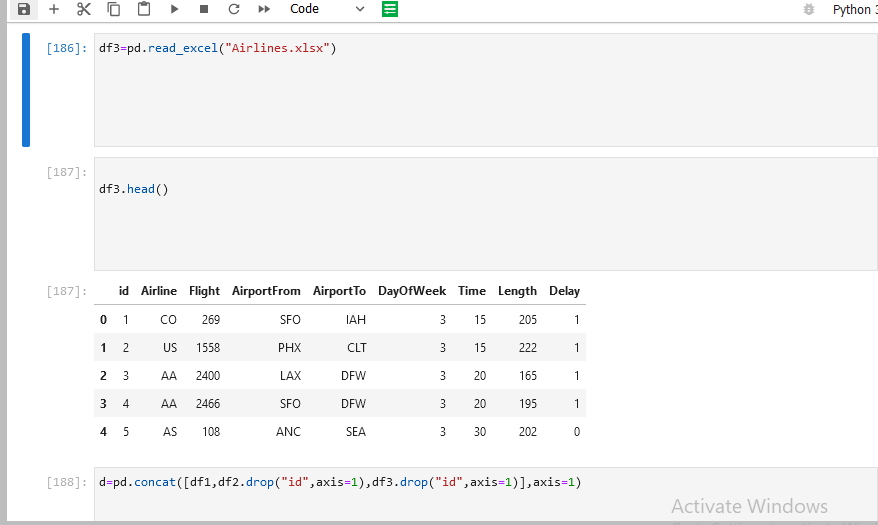 Code Python 3
[186]: df3=pd.read_excel("Airlines.xlsx")
[187]:
df3.head()
[187]: id Airline Flight AirportFrom AirportTo DayOfWeek Time Length Delay
0 1 CO 269 SFO IAH 3 15 205 1
1 2 US 1558 PHX CLT 3 15 222 1
2 3 AA 2400 LAX DFW 3 20 165 1
3 4 AA 2466 SFO DFW 3 20 195 1
4 5 AS 108 ANC SEA 3 30 202 0
[188]: d=pd.concat([df1,df2.drop("id",axis=1),df3.drop("id",axis=1)],axis=1)
Activate Windows